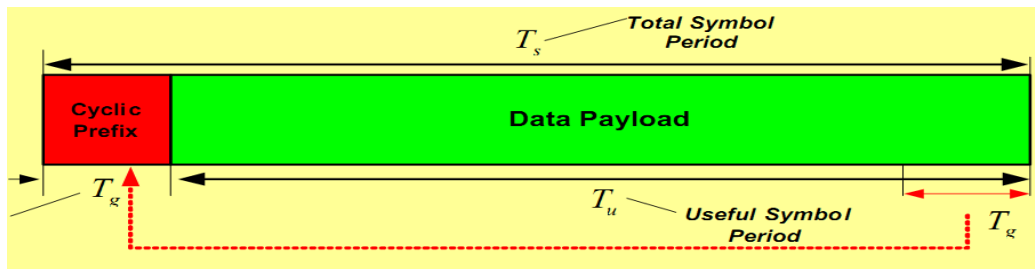 Total Symbol
Period
T_s
Cyclic
Prefix
Data Payload
T_g
T_u
Useful Symbol
Period
T_g